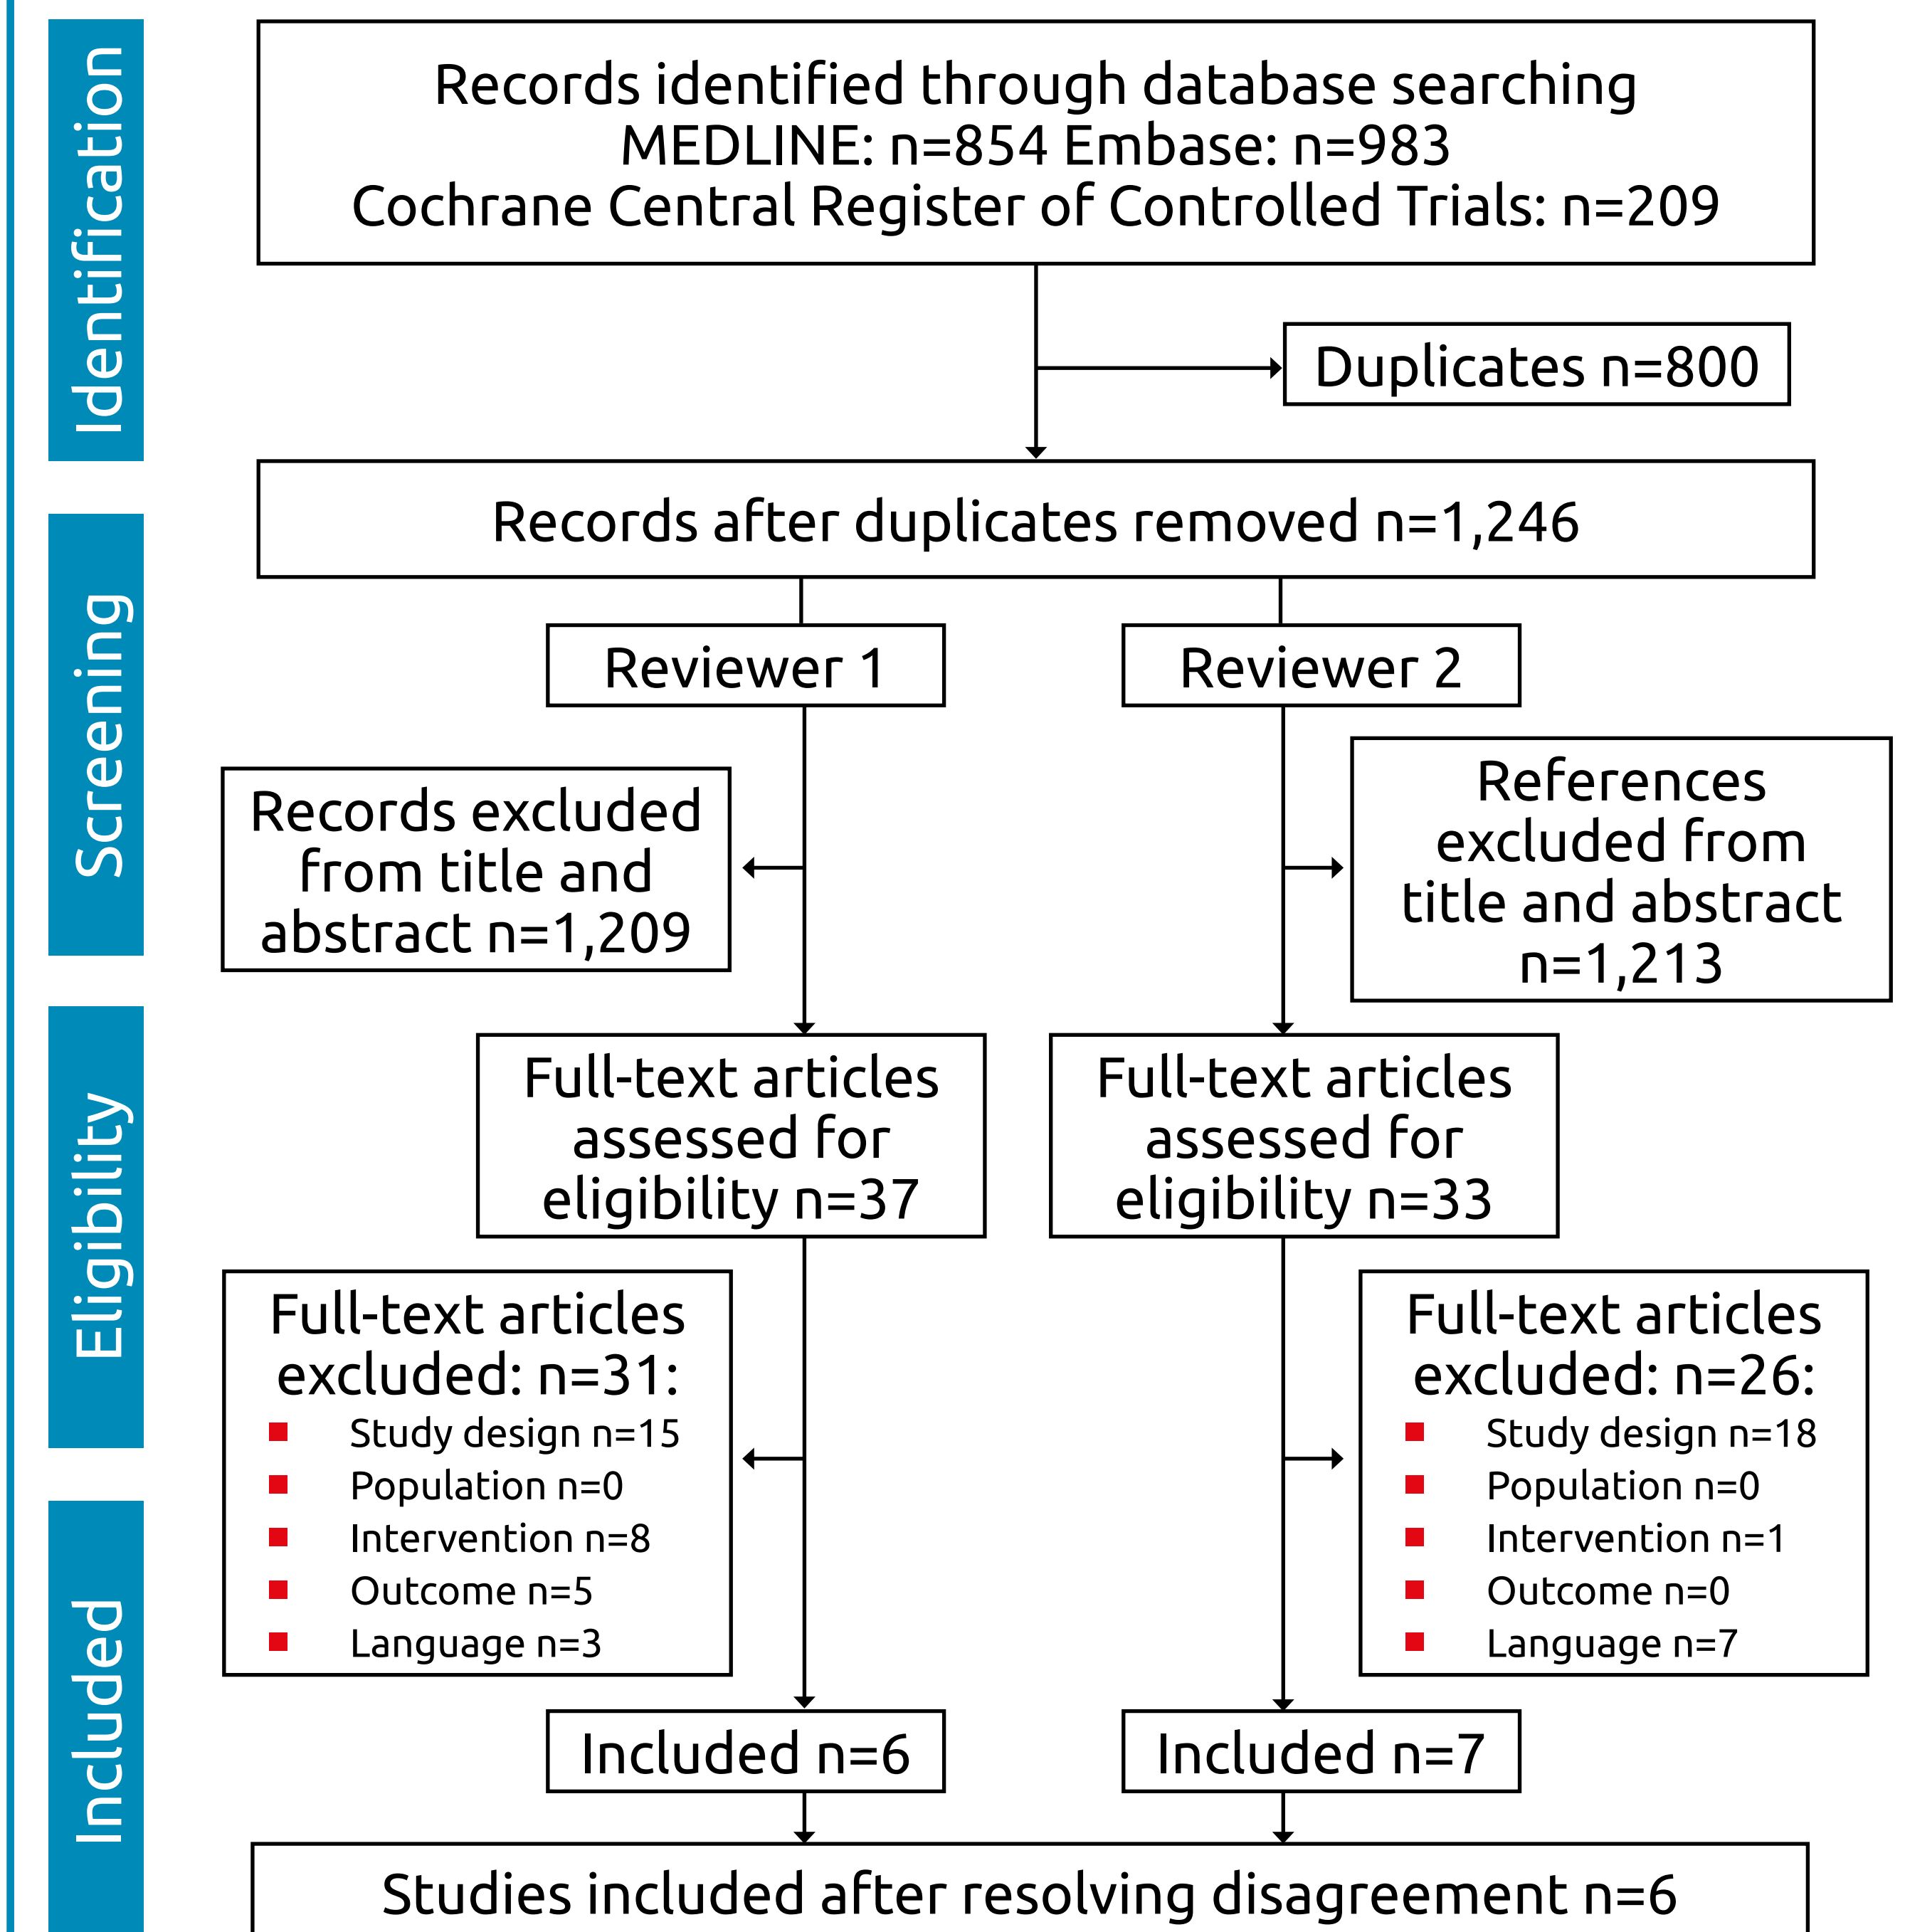 Identification
Records identified through database searching
MEDLINE: n=854 Embase: n=983
Cochrane Central Register of Controlled Trials: n=209
Duplicates n=800
Screening
Records after duplicates removed n=1,246
Reviewer 1
Reviewer 2
Records excluded
from title and
abstract n=1,209
References
excluded from
title and abstract
n=1,213
Eligibility
Full-text articles
assessed for
eligibility n=37
Full-text articles
assessed for
eligibility n=33
Full-text articles
excluded: n=31:
Study design n=15
Population n=0
Intervention n=8
Outcome n=5
Language n=3
Full-text articles
excluded: n=26:
Study design n=18
Population n=0
Intervention n=1
Outcome n=0
Language n=7
Included
Included n=6
Included n=7
Studies included after resolving disagreement n=6